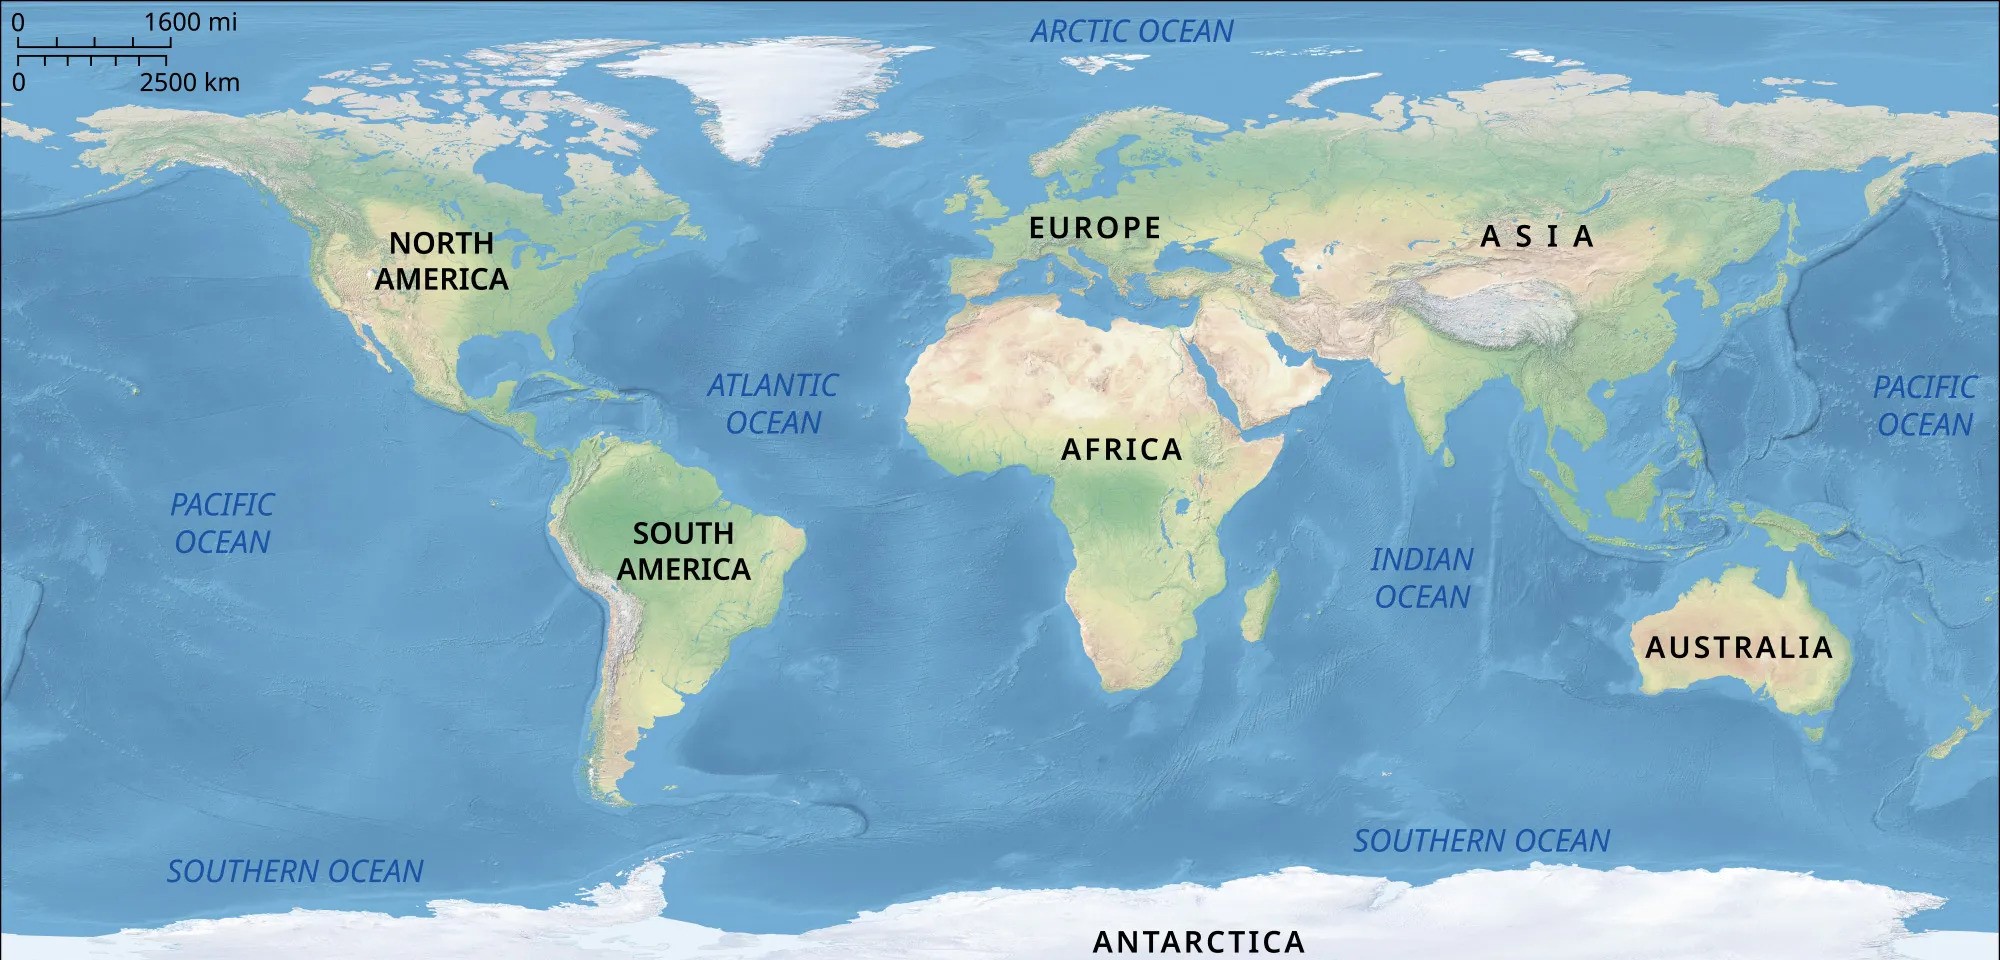 0 1600 mi
0 2500 km
ARCTIC OCEAN
NORTH
AMERICA
EUROPE
ASIA
ATLANTIC
OCEAN
PACIFIC
OCEAN
AFRICA
PACIFIC
OCEAN
SOUTH
AMERICA
INDIAN
OCEAN
AUSTRALIA
SOUTHERN OCEAN
SOUTHERN OCEAN
ANTARCTICA